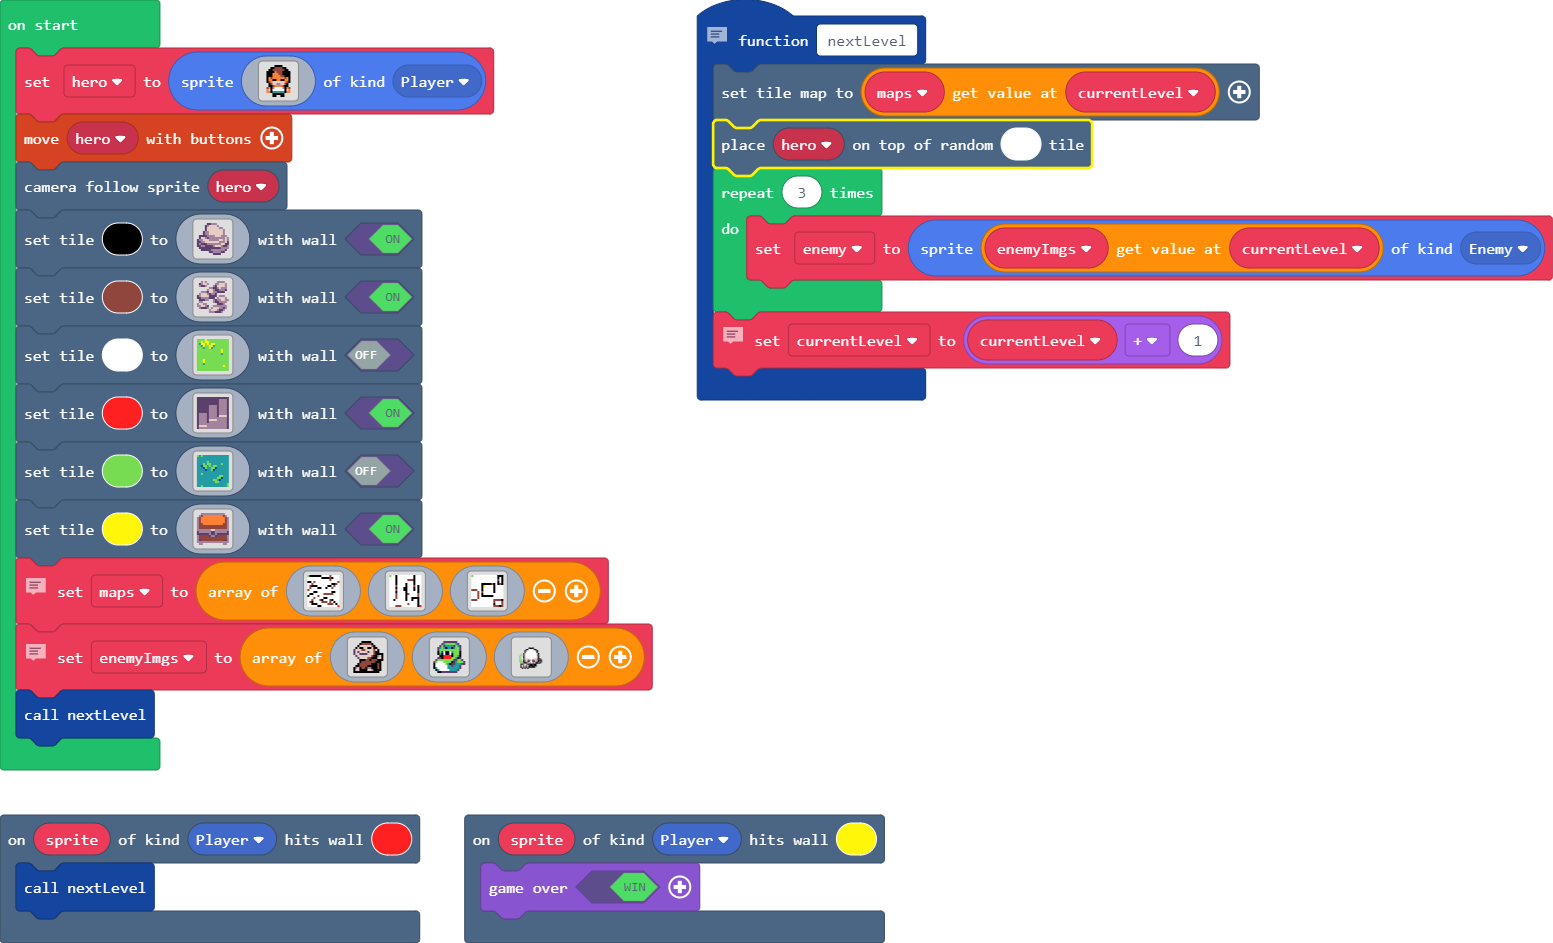 on start
set hero to sprite of kind Player
move hero with buttons
camera follow sprite hero
set tile to with wall ON
set tile to with wall ON
set tile to with wall OFF
set tile to with wall ON
set tile to with wall OFF
set tile to with wall ON
set maps to array of
set enemyImgs to array of
call nextLevel
function nextLevel
set tile map to maps get value at currentLevel
place hero on top of random tile
repeat 3 times
do
set enemy to sprite enemyImgs get value at currentLevel of kind Enemy
set currentLevel to currentLevel + 1
on sprite of kind Player hits wall
call nextLevel
on sprite of kind Player hits wall
game over WIN